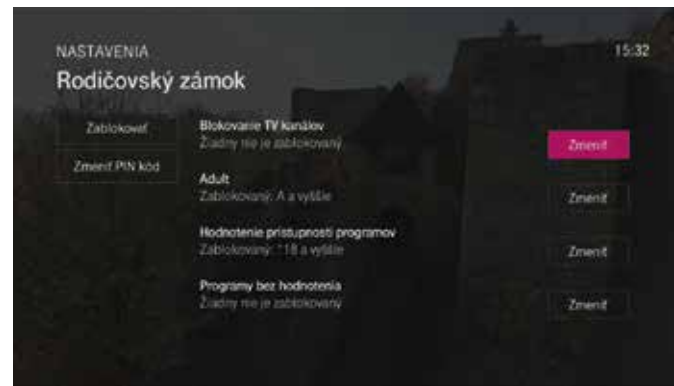 NASTAVENIA
15:32
Rodičovský zámok
Zablokovať
Zmeniť PIN kód
Blokovanie TV kanálov
Žiadny nie je zablokovaný
Zmeniť
Adult
Zablokovaný: A a vyššie
Zmeniť
Hodnotenie prístupnosti programov
Zablokovaný: *18 a vyššie
Zmeniť
Programy bez hodnotenia
Žiadny nie je zablokovaný
Zmeniť